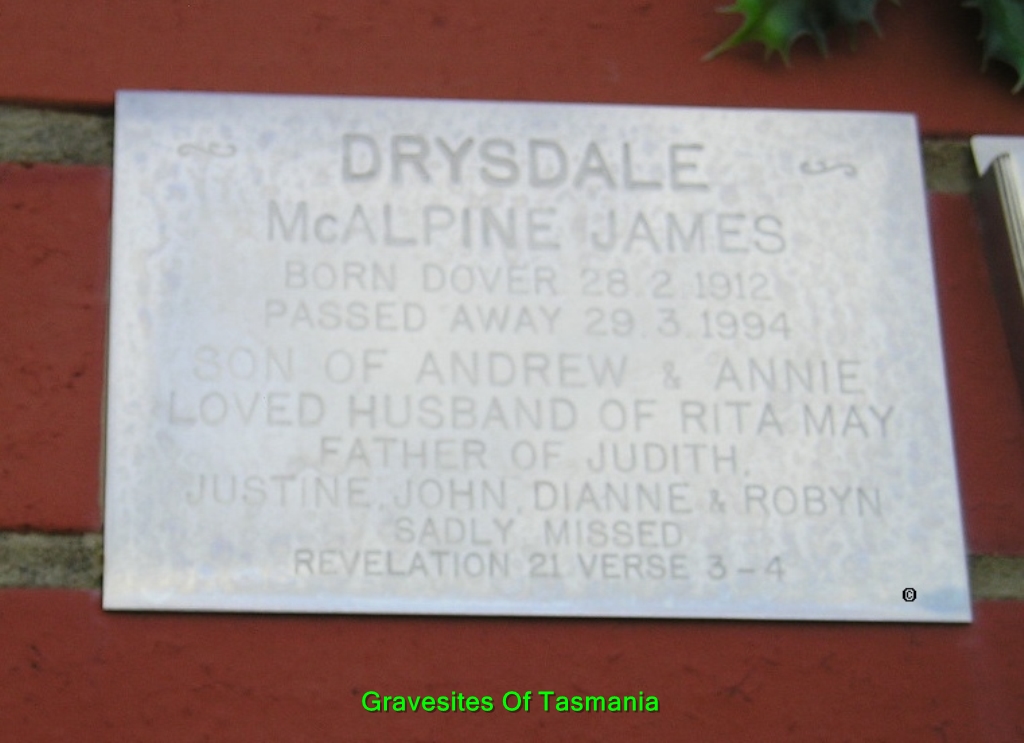 DRYSDALE
McALPINE JAMES
BORN DOVER 28.2.1912
PASSED AWAY 29.3.1994
SON OF ANDREW & ANNIE
LOVED HUSBAND OF RITA MAY
FATHER OF JUDITH,
JUSTINE, JOHN, DIANNE & ROBYN
SADLY MISSED
REVELATION 21 VERSE 3-4
©
Gravesites Of Tasmania